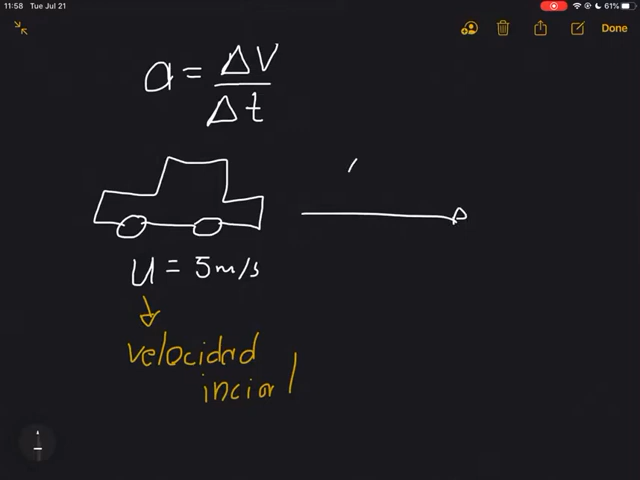 11:58 Tue Jul 21 61%
Done
a = ΔV
Δt
u = 5m/s
velocidad
incial